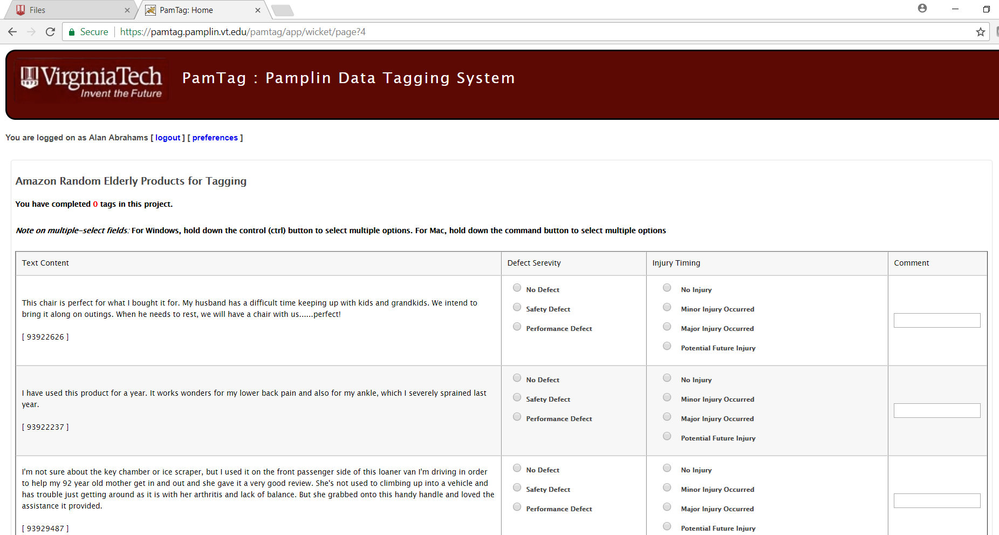 Files
PamTag: Home
Secure
https://pamtag.pamplin.vt.edu/pamtag/app/wicket/page?4
1872
VirginiaTech
Invent the Future
PamTag : Pamplin Data Tagging System
You are logged on as Alan Abrahams [ logout ] [ preferences ]
Amazon Random Elderly Products for Tagging
You have completed 0 tags in this project.
Note on multiple-select fields: For Windows, hold down the control (ctrl) button to select multiple options. For Mac, hold down the command button to select multiple options
Text Content
Defect Serevity
Injury Timing
Comment
This chair is perfect for what I bought it for. My husband has a difficult time keeping up with kids and grandkids. We intend to
bring it along on outings. When he needs to rest, we will have a chair with us......perfect!
[ 93922626 ]
No Defect
Safety Defect
Performance Defect
No Injury
Minor Injury Occurred
Major Injury Occurred
Potential Future Injury
I have used this product for a year. It works wonders for my lower back pain and also for my ankle, which I severely sprained last
year.
[ 93922237 ]
No Defect
Safety Defect
Performance Defect
No Injury
Minor Injury Occurred
Major Injury Occurred
Potential Future Injury
I'm not sure about the key chamber or ice scraper, but I used it on the front passenger side of this loaner van I'm driving in order
to help my 92 year old mother get in and out and she gave it a very good review. She's not used to climbing up into a vehicle and
has trouble just getting around as it is with her arthritis and lack of balance. But she grabbed onto this handy handle and loved the
assistance it provided.
[ 93929487 ]
No Defect
Safety Defect
Performance Defect
No Injury
Minor Injury Occurred
Major Injury Occurred
Potential Future Injury